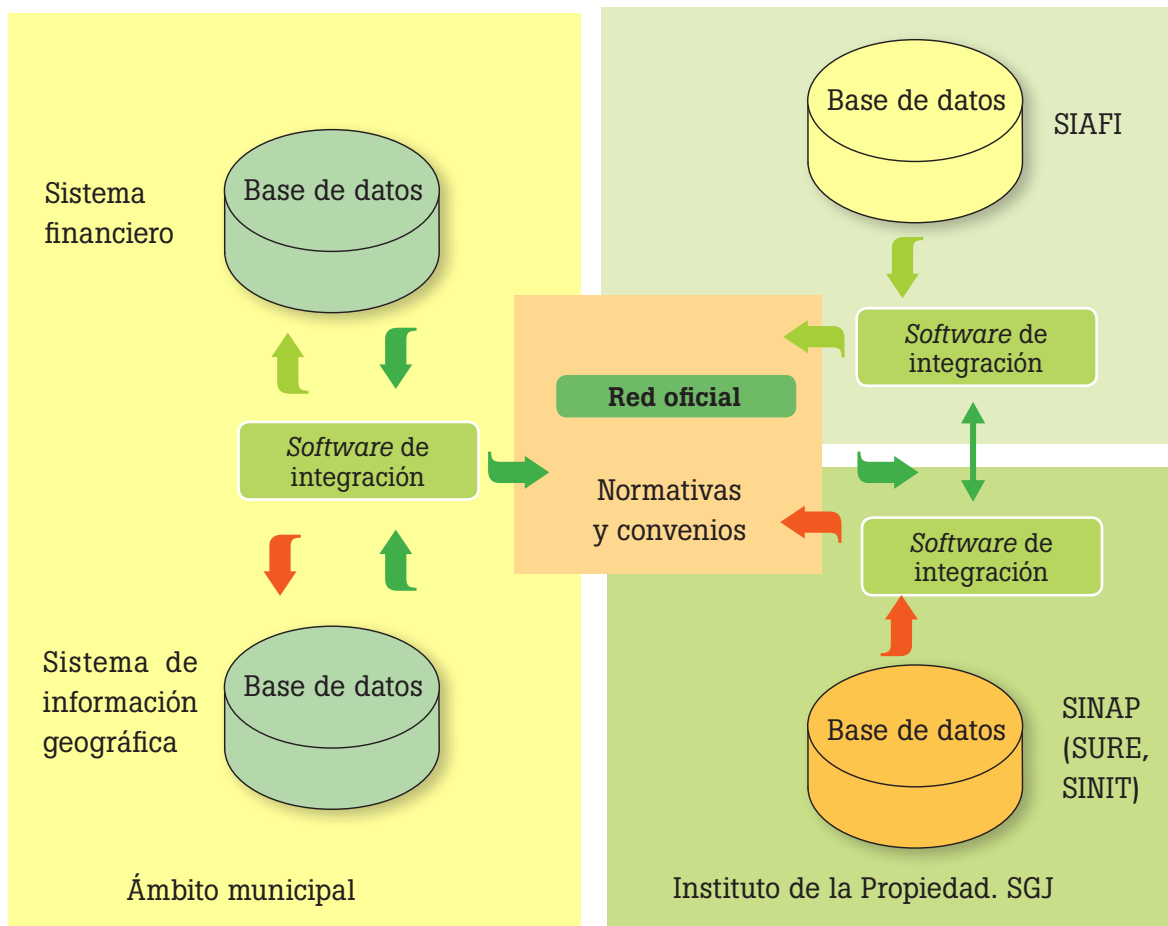 Sistema
financiero
Base de datos
Software de
integración
Sistema de
información
geográfica
Base de datos
Ámbito municipal
Red oficial
Normativas
y convenios
Base de datos
SIAFI
Software de
integración
Software de
integración
Base de datos
SINAP
(SURE,
SINIT)
Instituto de la Propiedad. SGJ